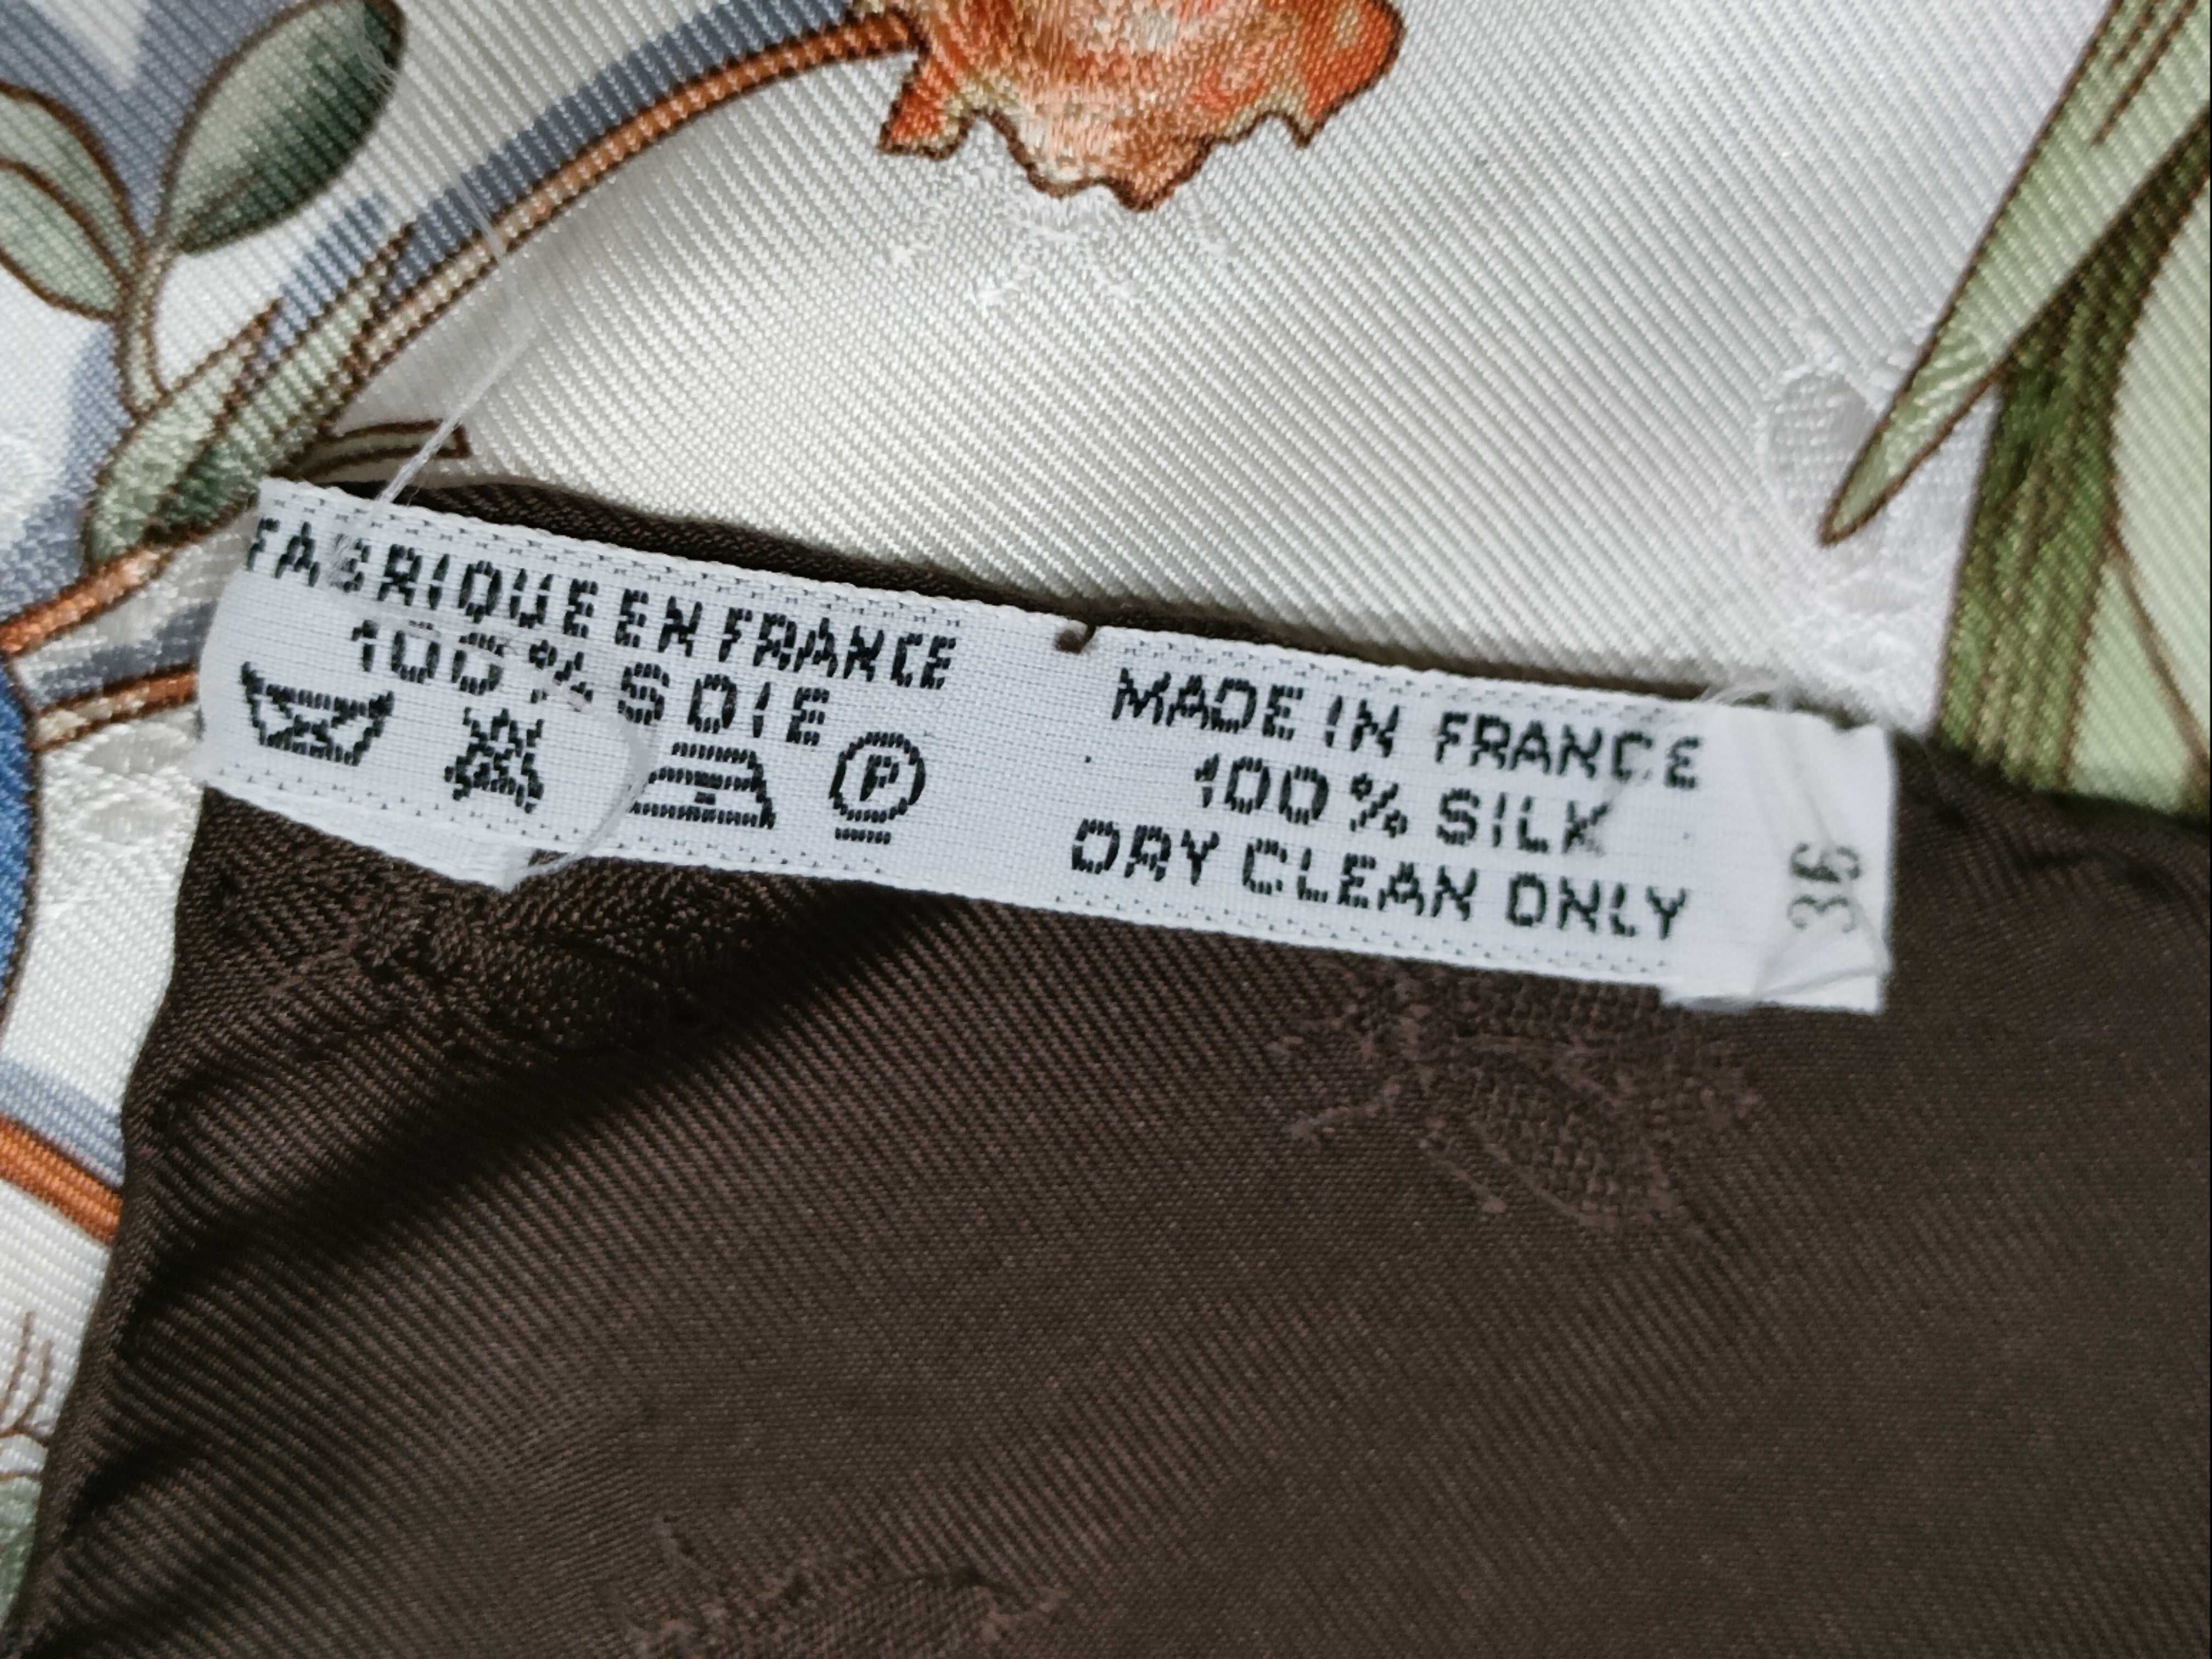 FABRIQUE EN FRANCE
100% SOIE
P
MADE IN FRANCE
100% SILK
DRY CLEAN ONLY
36